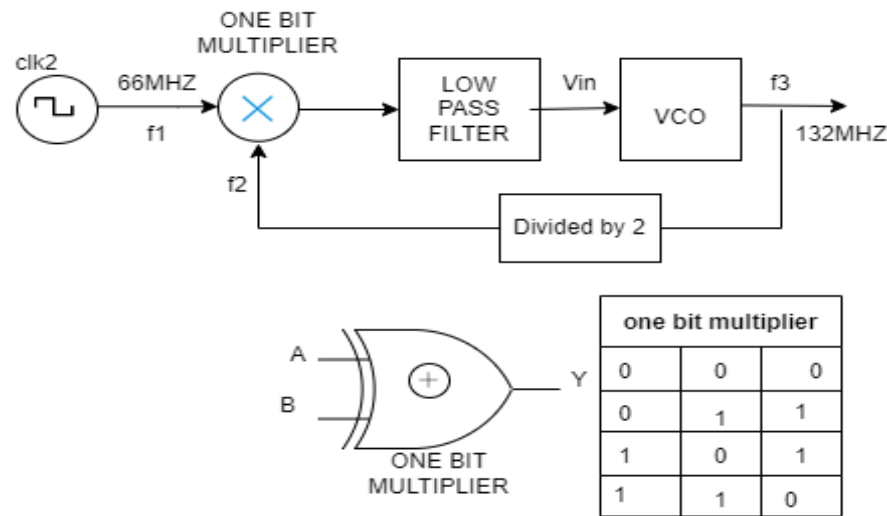 ONE BIT
MULTIPLIER
clk2
66MHZ
f1
f2
LOW
PASS
FILTER
Vin
VCO
f3
132MHZ
Divided by 2
A
B
Y
ONE BIT
MULTIPLIER
one bit multiplier
0 0 0
0 1 1
1 0 1
1 1 0